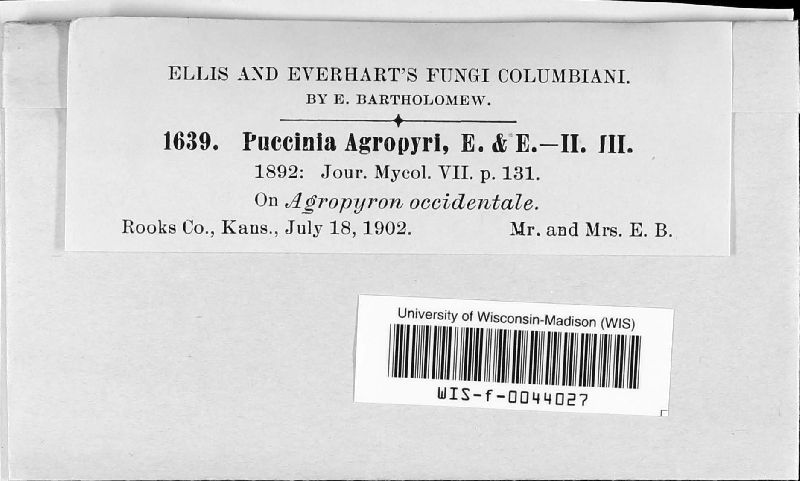 ELLIS AND EVERHART'S FUNGI COLUMBIANI.
BY E. BARTHOLOMEW.
1639. Puccinia Agropyri, E. & E.—II. III.
1892: Jour. Mycol. VII. p. 131.
On Agropyron occidentale.
Rooks Co., Kans., July 18, 1902. Mr. and Mrs. E. B.
University of Wisconsin-Madison (WIS)
WIS-f-0044027